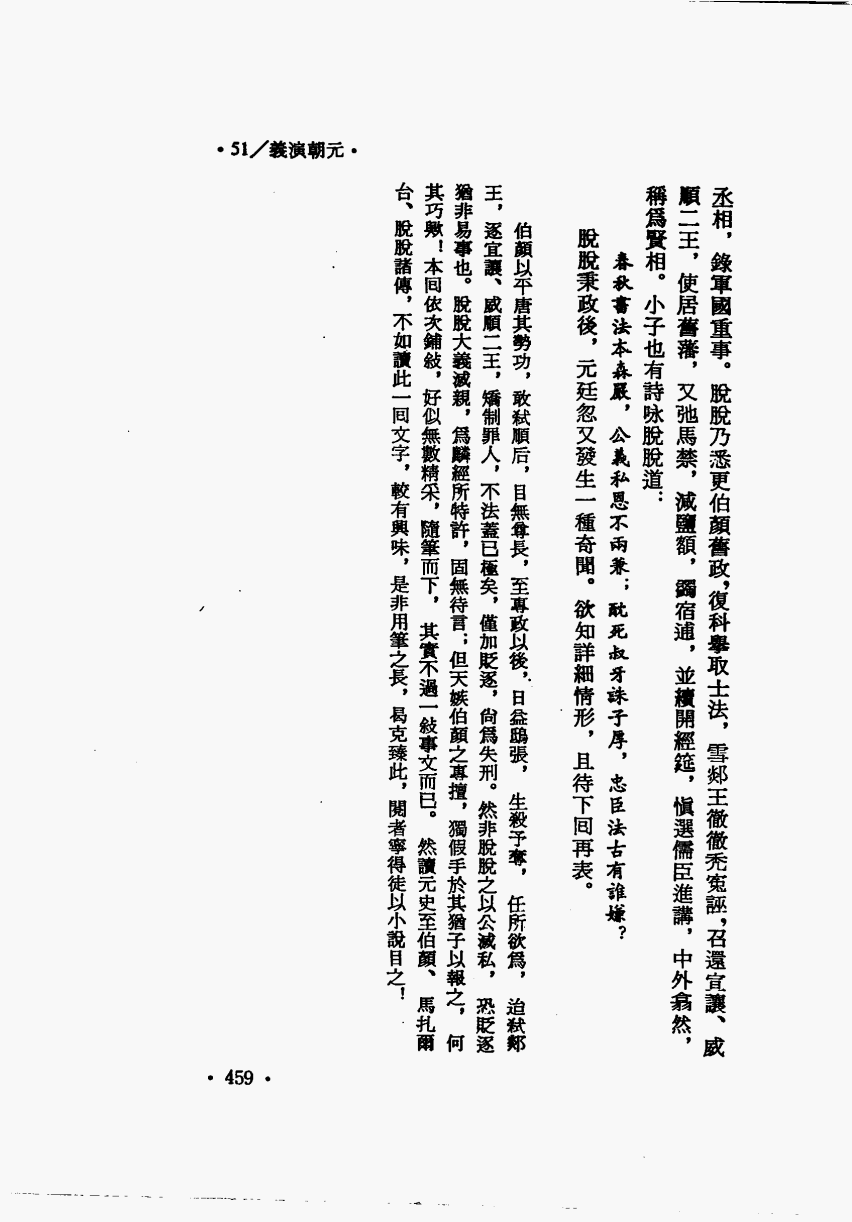 ·元朝演義／51·
丞相，錄軍國重事。脫脫乃悉更伯顏舊政，復科舉取士法，雪郯王徹徹禿寃誣，召還宜讓、威
順二王，使居舊藩，又弛馬禁，減鹽額，蠲宿逋，並續開經筵，愼選儒臣進講，中外翕然，
稱爲賢相。小子也有詩咏脫脫道：
春秋書法本森嚴，公義私恩不兩兼；酖死叔牙誅子厚，忠臣法古有誰嫌？
脫脫秉政後，元廷忽又發生一種奇聞。欲知詳細情形，且待下回再表。
伯顏以平唐其勢功，敢弒順后，目無尊長，至專政以後，日益鴟張，生殺予奪，任所欲爲，迨弒郯
王，逐宜讓、威順二王，矯制罪人，不法蓋已極矣，僅加貶逐，尙爲失刑。然非脫脫之以公滅私，恐貶逐
猶非易事也。脫脫大義滅親，爲麟經所特許，固無待言；但天嫉伯顏之專擅，獨假手於其猶子以報之，何
其巧歟！本回依次鋪敍，好似無數精采，隨筆而下，其實不過一敍事文而已。然讀元史至伯顏、馬扎爾
台、脫脫諸傳，不如讀此一回文字，較有興味，是非用筆之長，曷克臻此，閱者寧得徒以小說目之！
·459·